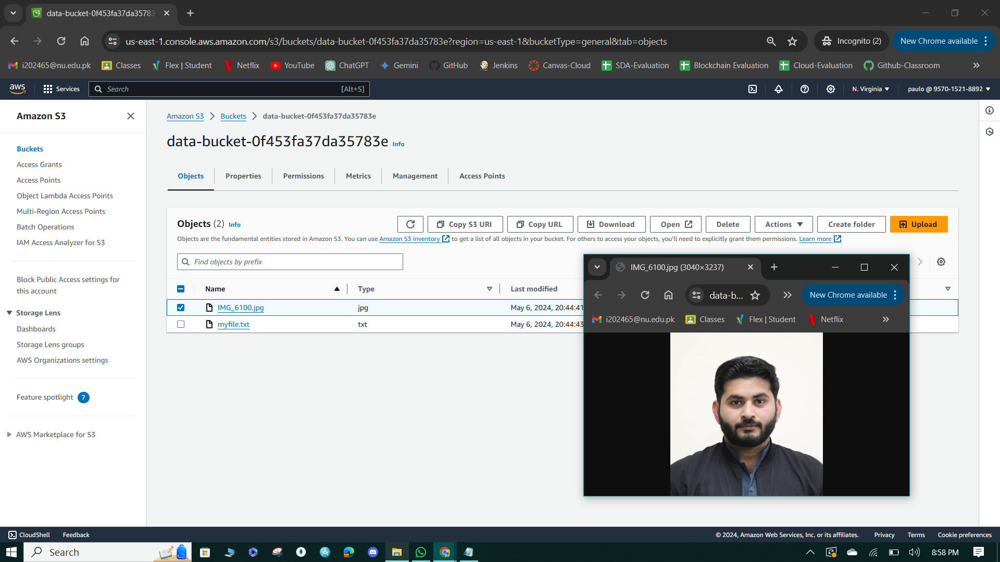 data-bucket-0f453fa37da35783
us-east-1.console.aws.amazon.com/s3/buckets/data-bucket-0f453fa37da35783e?region=us-east-1&bucketType=general&tab=objects
Incognito (2)
New Chrome available
i202465@nu.edu.pk
Classes
Flex | Student
Netflix
YouTube
ChatGPT
Gemini
GitHub
Jenkins
Canvas-Cloud
SDA-Evaluation
Blockchain Evaluation
Cloud-Evaluation
Github-Classroom
aws
Services
Search
[Alt+S]
N. Virginia
paulo @ 9570-1521-8892
Amazon S3
Buckets
Access Grants
Access Points
Object Lambda Access Points
Multi-Region Access Points
Batch Operations
IAM Access Analyzer for S3
Block Public Access settings for
this account
Storage Lens
Dashboards
Storage Lens groups
AWS Organizations settings
Feature spotlight 7
AWS Marketplace for S3
Amazon S3
Buckets
data-bucket-0f453fa37da35783e
data-bucket-0f453fa37da35783e Info
Objects
Properties
Permissions
Metrics
Management
Access Points
Objects (2) Info
Copy S3 URI
Copy URL
Download
Open
Delete
Actions
Create folder
Upload
Objects are the fundamental entities stored in Amazon S3. You can use Amazon S3 inventory to get a list of all objects in your bucket. For others to access your objects, you'll need to explicitly grant them permissions. Learn more
Find objects by prefix
Name
Type
Last modified
IMG_6100.jpg
jpg
May 6, 2024, 20:44:41
myfile.txt
txt
May 6, 2024, 20:44:43
IMG_6100.jpg (3040×3237)
data-b...
New Chrome available
i202465@nu.edu.pk
Classes
Flex | Student
Netflix
CloudShell
Feedback
© 2024, Amazon Web Services, Inc. or its affiliates.
Privacy
Terms
Cookie preferences
Search
8:58 PM